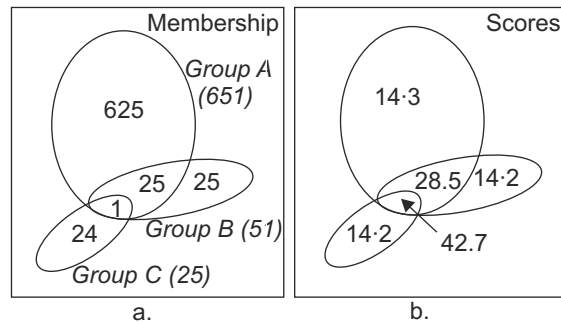 Membership
Group A
(651)
625
25
25
1
24
Group B (51)
Group C (25)
a.
Scores
14·3
28.5
14·2
14·2
42.7
b.